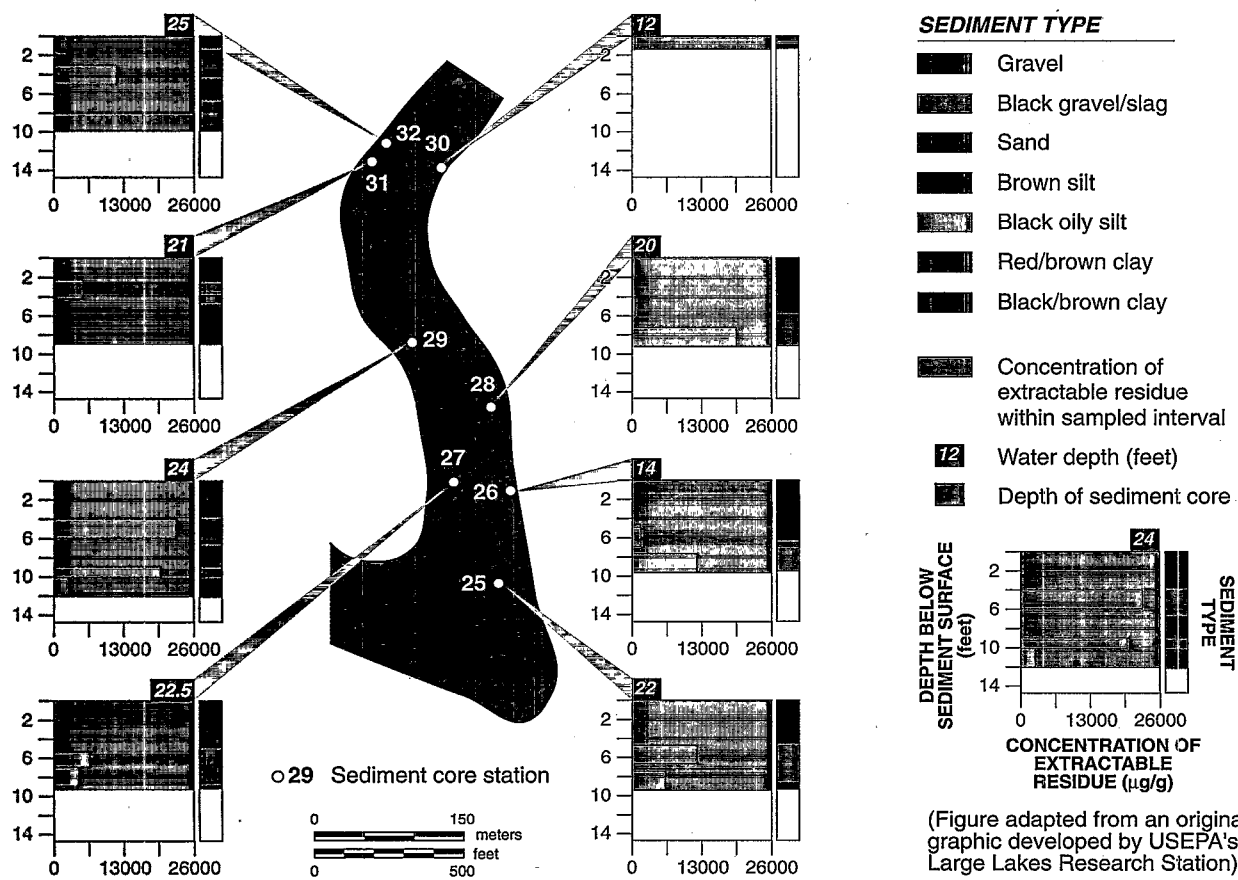 25
2
6
10
14
0 13000 26000
21
2
6
10
14
0 13000 26000
24
2
6
10
14
0 13000 26000
22.5
2
6
10
14
0 13000 26000
32 30
31
29
28
27
26
25
29 Sediment core station
0 150
meters
feet
0 500
12
2
6
10
14
0 13000 26000
20
2
6
10
14
0 13000 26000
14
2
6
10
14
0 13000 26000
22
2
6
10
14
0 13000 26000
SEDIMENT TYPE
Gravel
Black gravel/slag
Sand
Brown silt
Black oily silt
Red/brown clay
Black/brown clay
Concentration of
extractable residue
within sampled interval
12 Water depth (feet)
Depth of sediment core
24
DEPTH BELOW
SEDIMENT SURFACE
(feet)
2
6
10
14
0 13000 26000
SEDIMENT
TYPE
CONCENTRATION OF
EXTRACTABLE
RESIDUE (µg/g)
(Figure adapted from an origina
graphic developed by USEPA's
Large Lakes Research Station)